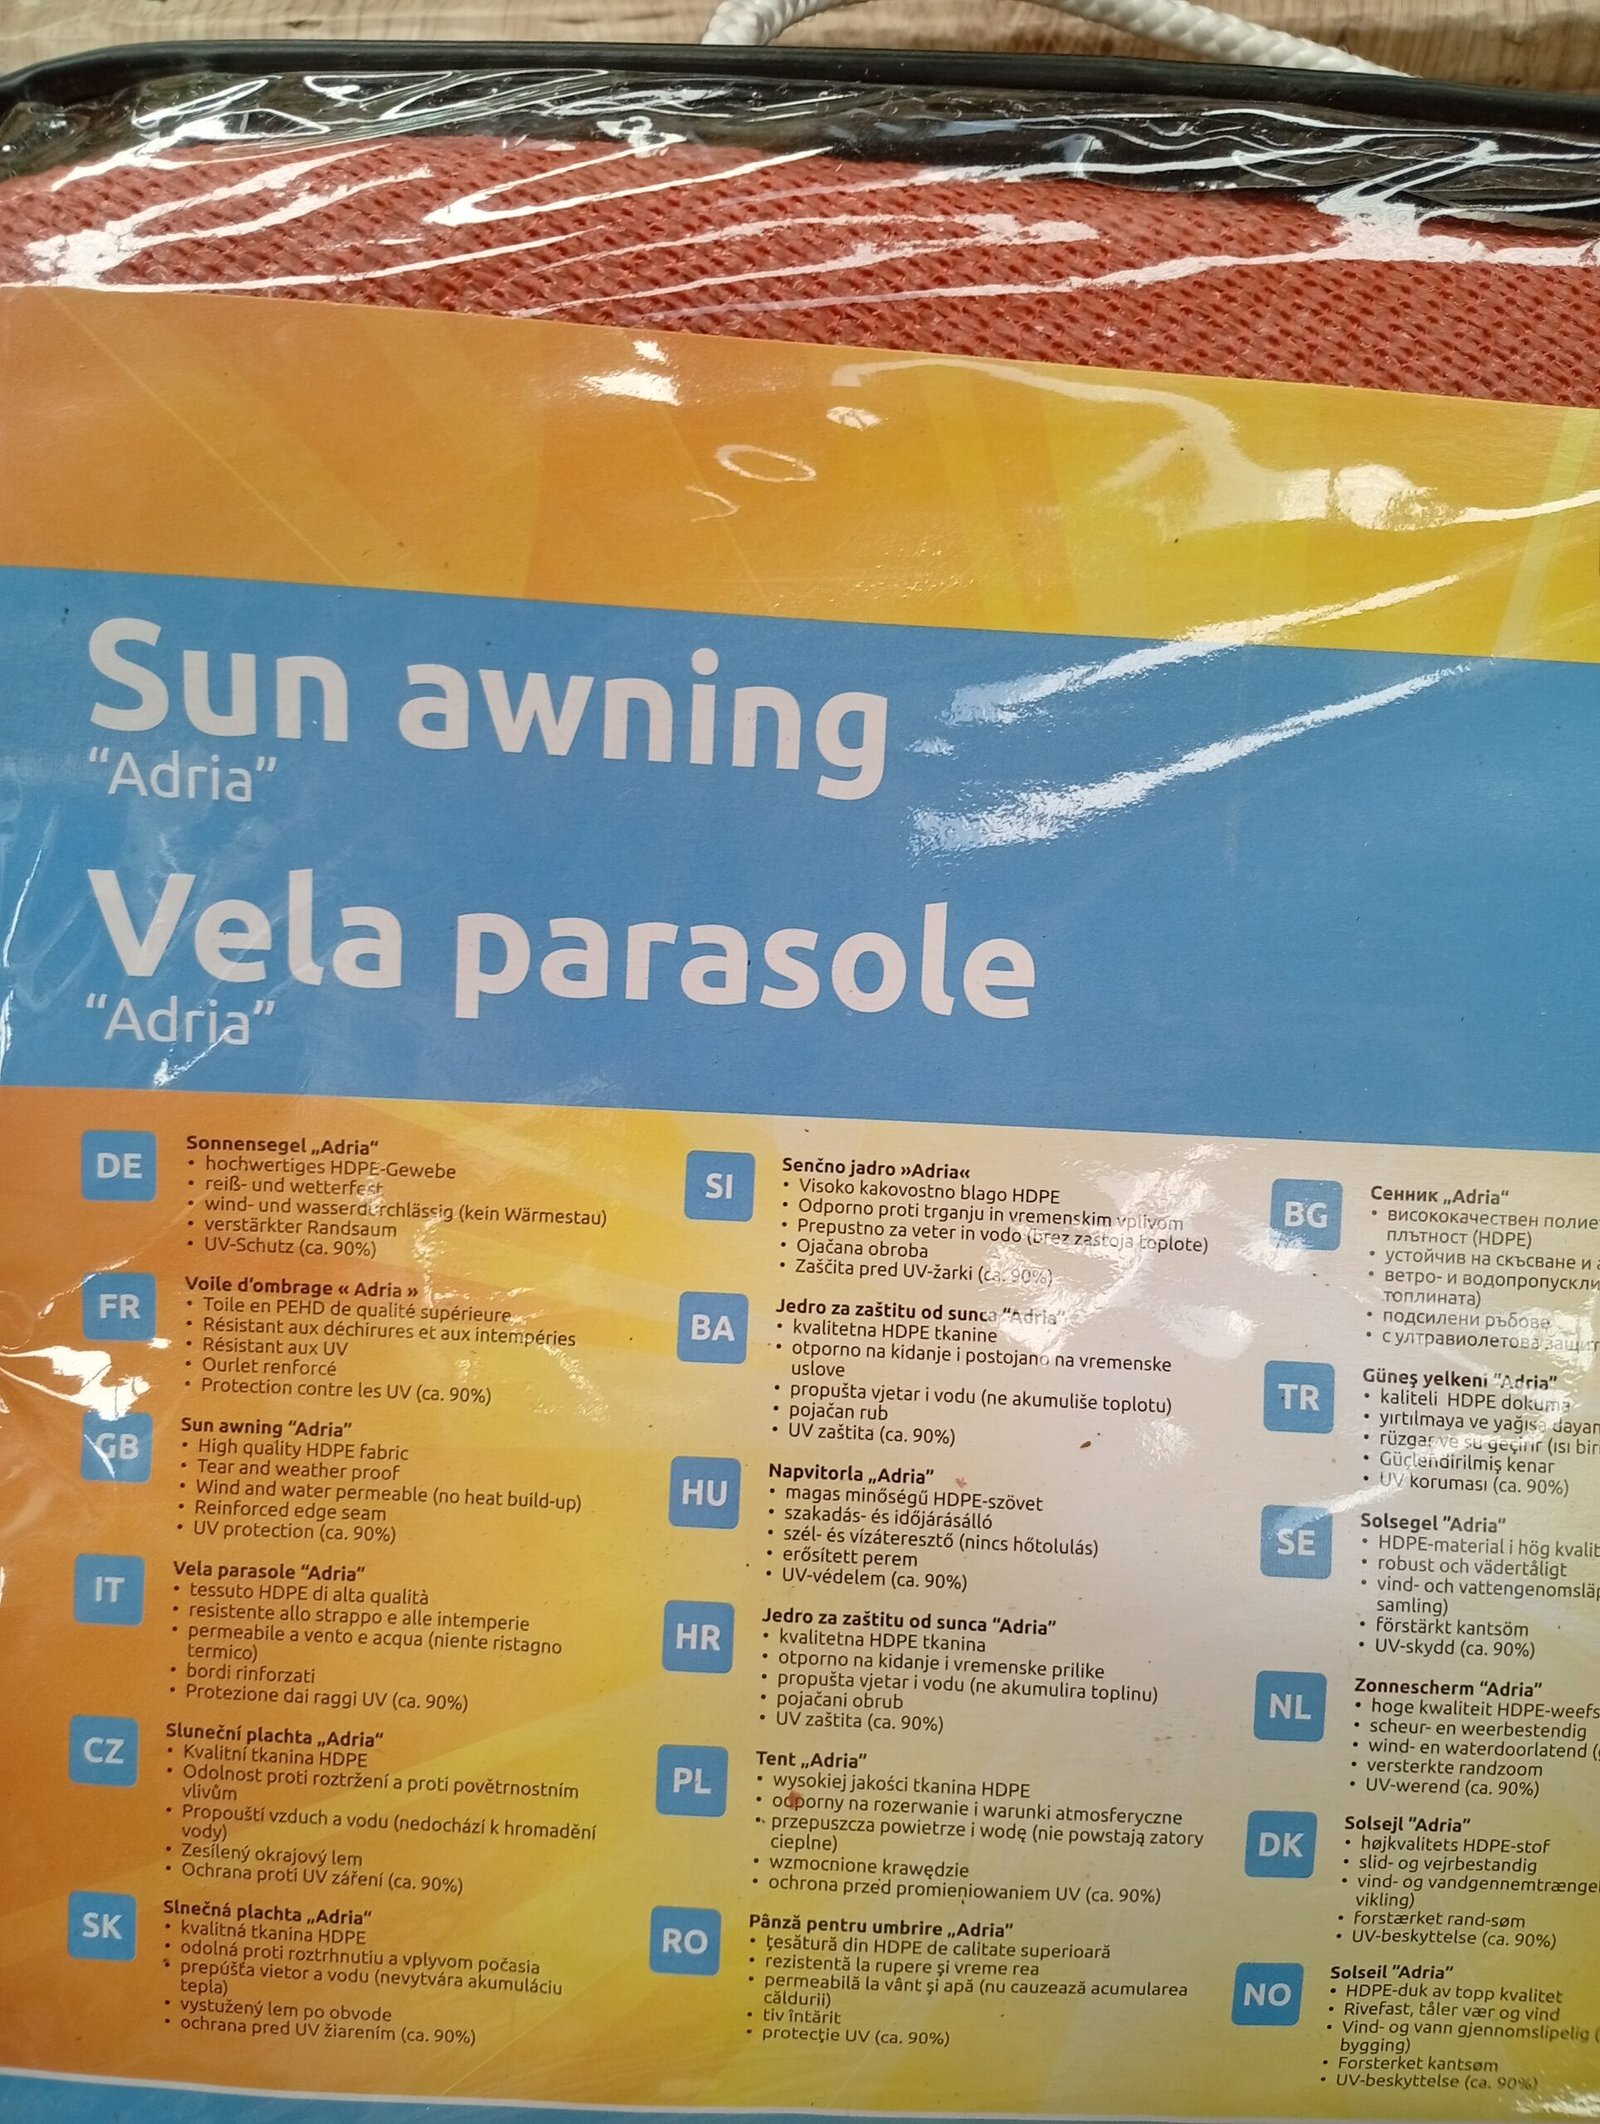 Sun awning
“Adria”
Vela parasole
“Adria”
DE
Sonnensegel „Adria“
• hochwertiges HDPE-Gewebe
• reiß- und wetterfest
• wind- und wasserdurchlässig (kein Wärmestau)
• verstärkter Randsaum
• UV-Schutz (ca. 90%)
FR
Voile d’ombrage « Adria »
• Toile en PEHD de qualité supérieure
• Résistant aux déchirures et aux intempéries
• Résistant aux UV
• Ourlet renforcé
• Protection contre les UV (ca. 90%)
GB
Sun awning “Adria”
• High quality HDPE fabric
• Tear and weather proof
• Wind and water permeable (no heat build-up)
• Reinforced edge seam
• UV protection (ca. 90%)
IT
Vela parasole “Adria”
• tessuto HDPE di alta qualità
• resistente allo strappo e alle intemperie
• permeabile a vento e acqua (niente ristagno
termico)
• bordi rinforzati
• Protezione dai raggi UV (ca. 90%)
CZ
Sluneční plachta „Adria“
• Kvalitní tkanina HDPE
• Odolnost proti roztržení a proti povětrnostním
vlivům
• Propouští vzduch a vodu (nedochází k hromadění
vody)
• Zesílený okrajový lem
• Ochrana proti UV záření (ca. 90%)
SK
Slnečná plachta „Adria“
• kvalitná tkanina HDPE
• odolná proti roztrhnutiu a vplyvom počasia
• prepúšťa vietor a vodu (nevytvára akumuláciu
tepla)
• vystužený lem po obvode
• ochrana pred UV žiarením (ca. 90%)
SI
Senčno jadro »Adria«
• Visoko kakovostno blago HDPE
• Odporno proti trganju in vremenskim vplivom
• Prepustno za veter in vodo (brez zastoja toplote)
• Ojačana obroba
• Zaščita pred UV-žarki (ca. 90%)
BA
Jedro za zaštitu od sunca “Adria”
• kvalitetna HDPE tkanine
• otporno na kidanje i postojano na vremenske
uslove
• propušta vjetar i vodu (ne akumuliše toplotu)
• pojačan rub
• UV zaštita (ca. 90%)
HU
Napvitorla „Adria”
• magas minőségű HDPE-szövet
• szakadás- és időjárásálló
• szél- és vízáteresztő (nincs hőtolulás)
• erősített perem
• UV-védelem (ca. 90%)
HR
Jedro za zaštitu od sunca “Adria”
• kvalitetna HDPE tkanina
• otporno na kidanje i vremenske prilike
• propušta vjetar i vodu (ne akumulira toplinu)
• pojačani obrub
• UV zaštita (ca. 90%)
PL
Tent „Adria”
• wysokiej jakości tkanina HDPE
• odporny na rozerwanie i warunki atmosferyczne
• przepuszcza powietrze i wodę (nie powstają zatory
cieplne)
• wzmocnione krawędzie
• ochrona przed promieniowaniem UV (ca. 90%)
RO
Pânză pentru umbrire „Adria”
• ţesătură din HDPE de calitate superioară
• rezistentă la rupere şi vreme rea
• permeabilă la vânt şi apă (nu cauzează acumularea
căldurii)
• tiv întărit
• protecţie UV (ca. 90%)
BG
Сенник „Adria“
• висококачествен
плътност (HDPE)
• устойчив на скъсване и
• ветро- и
топлината)
• подсилени ръбове
• с ултравиолетова
TR
Güneş yelkeni “Adria”
• kaliteli HDPE dokuma
• yırtılmaya ve yağışa
• rüzgar ve su geçirir (ısı
• Güçlendirilmiş kenar
• UV koruması (ca. 90%)
SE
Solsegel ”Adria”
• HDPE-material i hög
• robust och vädertåligt
• vind- och
samling)
• förstärkt kantsöm
• UV-skydd (ca. 90%)
NL
Zonnescherm “Adria”
• hoge kwaliteit
• scheur- en weerbestendig
• wind- en waterdoorlatend
• versterkte randzoom
• UV-werend (ca. 90%)
DK
Solsejl ”Adria”
• højkvalitets HDPE-stof
• slid- og vejrbestandig
• vind- og
vikling)
• forstærket rand-søm
• UV-beskyttelse (ca. 90%)
NO
Solseil ”Adria”
• HDPE-duk av topp kvalitet
• Rivefast, tåler vær og vind
• Vind- og vann gjennomslipelig (
bygging)
• Forsterket kantsøm
• UV-beskyttelse (ca. 90%)